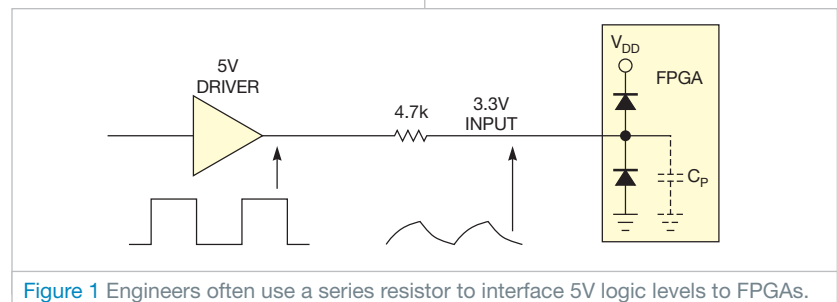 5V
DRIVER
4.7k
3.3V
INPUT
VDD
FPGA
CP
Figure 1 Engineers often use a series resistor to interface 5V logic levels to FPGAs.